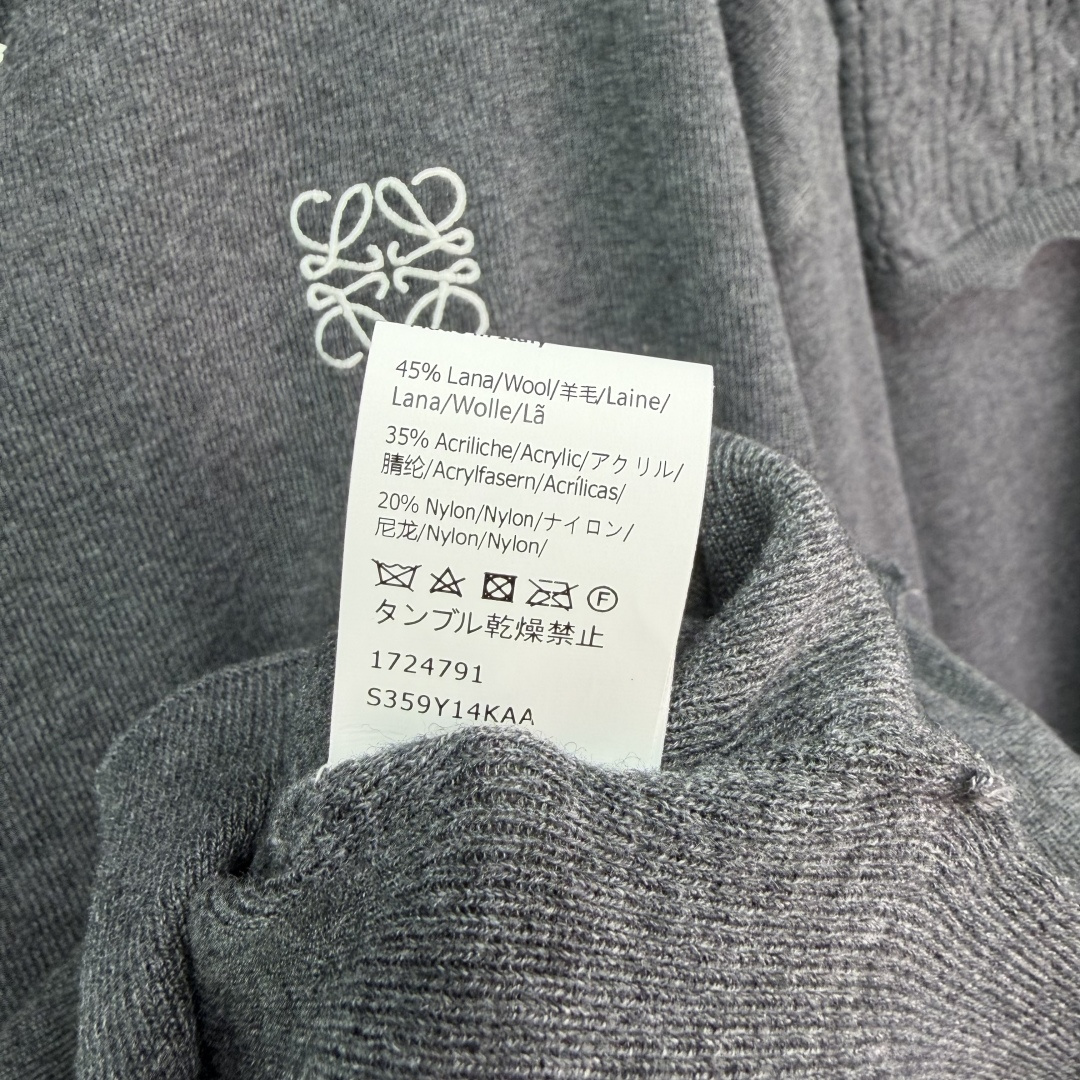 45% Lana/Wool/羊毛/Laine/
Lana/Wolle/Lã
35% Acriliche/Acrylic/アクリル/
腈纶/Acrylfasern/Acrílicas/
20% Nylon/Nylon/ナイロン/
尼龙/Nylon/Nylon/
F
タンブル乾燥禁止
1724791
S359Y14KAA